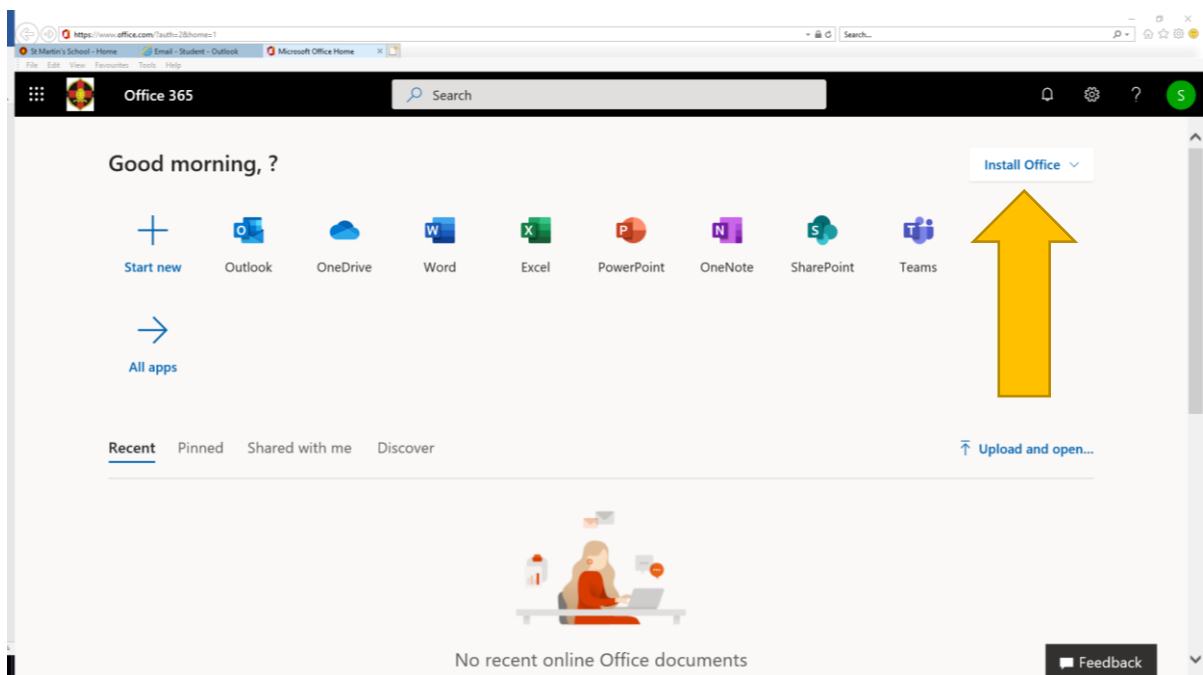 https://www.office.com/?auth=2&home=1
Search...
St Martin's School - Home
Email - Student - Outlook
Microsoft Office Home
File Edit View Favourites Tools Help
Office 365
Search
S
Good morning, ?
Install Office
Start new
Outlook
OneDrive
Word
Excel
PowerPoint
OneNote
SharePoint
Teams
All apps
Recent
Pinned
Shared with me
Discover
Upload and open...
No recent online Office documents
Feedback